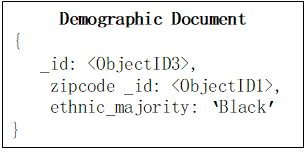 Demographic Document
{
_id: <ObjectID3>,
zipcode _id: <ObjectID1>,
ethnic_majority: ‛Black’
}